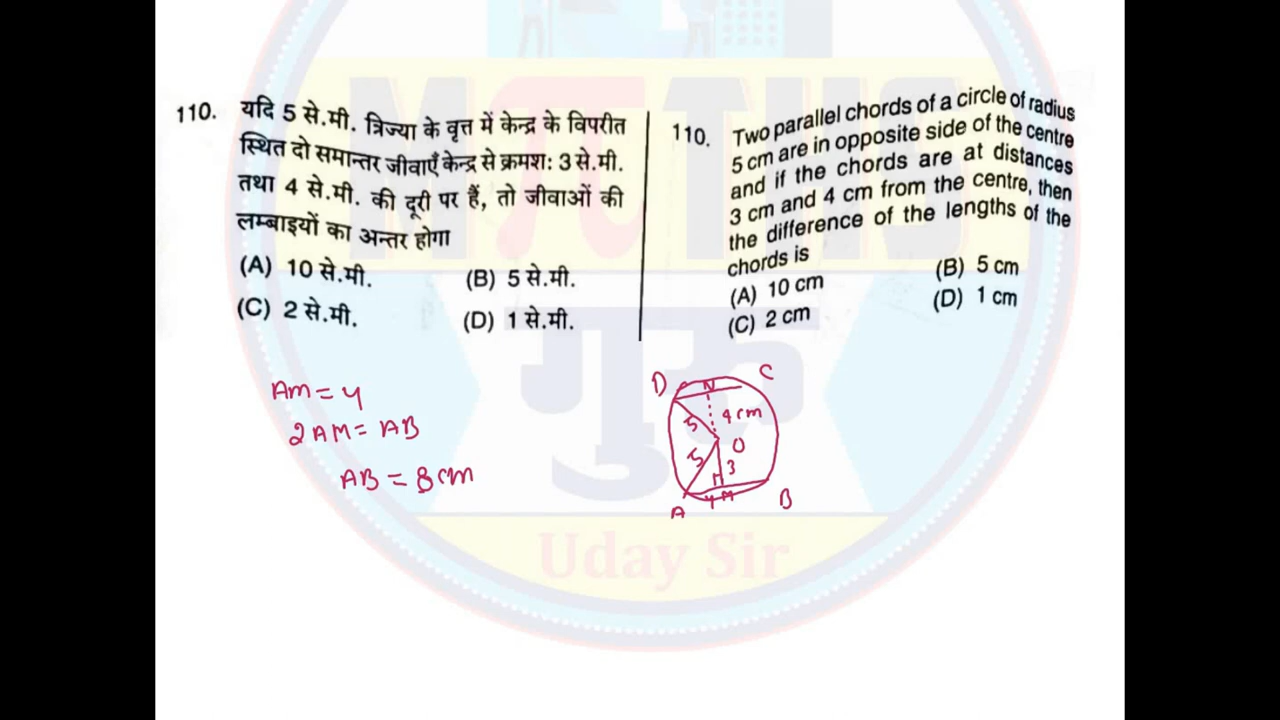 MπTHS
गुरु
Uday Sir
110. यदि 5 से.मी. त्रिज्या के वृत्त में केन्द्र के विपरीत
स्थित दो समान्तर जीवाएँ केन्द्र से क्रमशः 3 से.मी.
तथा 4 से.मी. की दूरी पर हैं, तो जीवाओं की
लम्बाइयों का अन्तर होगा
(A) 10 से.मी. (B) 5 से.मी.
(C) 2 से.मी. (D) 1 से.मी.
110. Two parallel chords of a circle of radius
5 cm are in opposite side of the centre
and if the chords are at distances
3 cm and 4 cm from the centre, then
the difference of the lengths of the
chords is
(A) 10 cm (B) 5 cm
(C) 2 cm (D) 1 cm
AM = 4
2AM = AB
AB = 8cm
D N C
5 4cm
O
5 3
4 M
A B